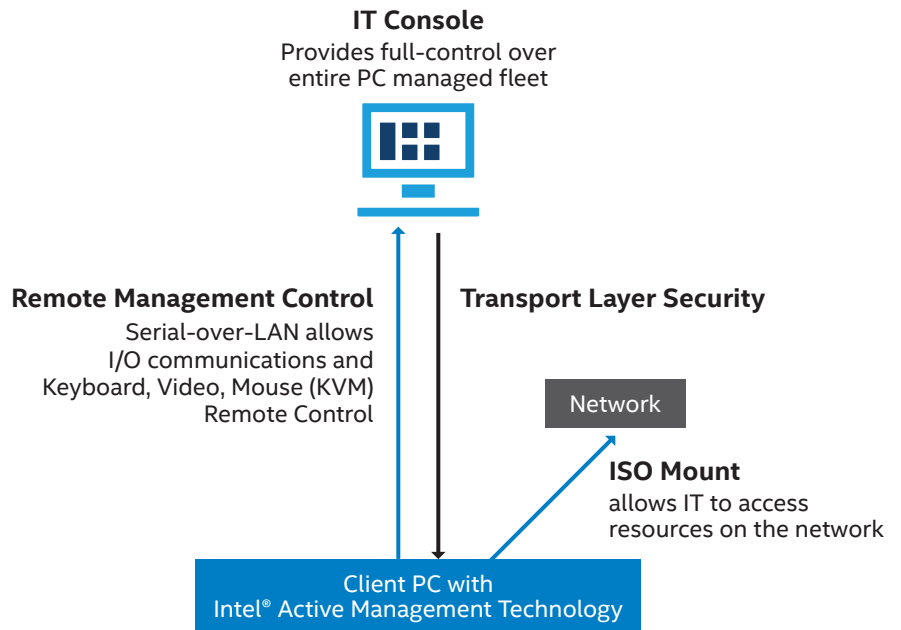 IT Console
Provides full-control over
entire PC managed fleet
Remote Management Control
Serial-over-LAN allows
I/O communications and
Keyboard, Video, Mouse (KVM)
Remote Control
Transport Layer Security
Network
ISO Mount
allows IT to access
resources on the network
Client PC with
Intel® Active Management Technology